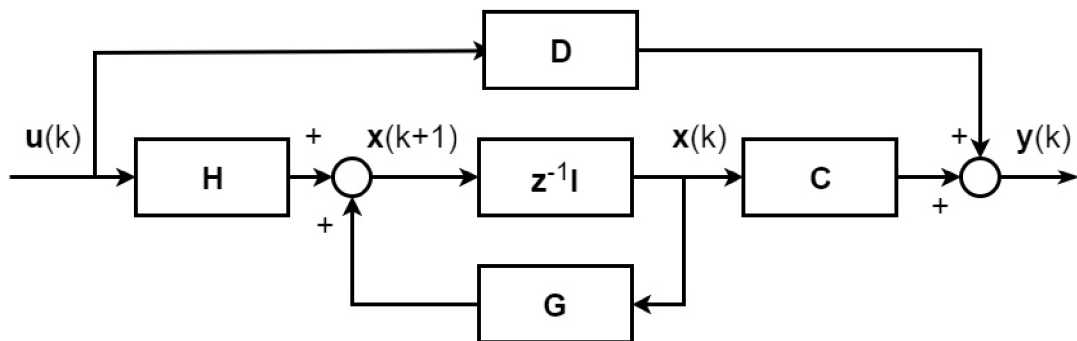 D
u(k) + x(k+1) x(k) + y(k)
H z⁻¹I C
+ +
G